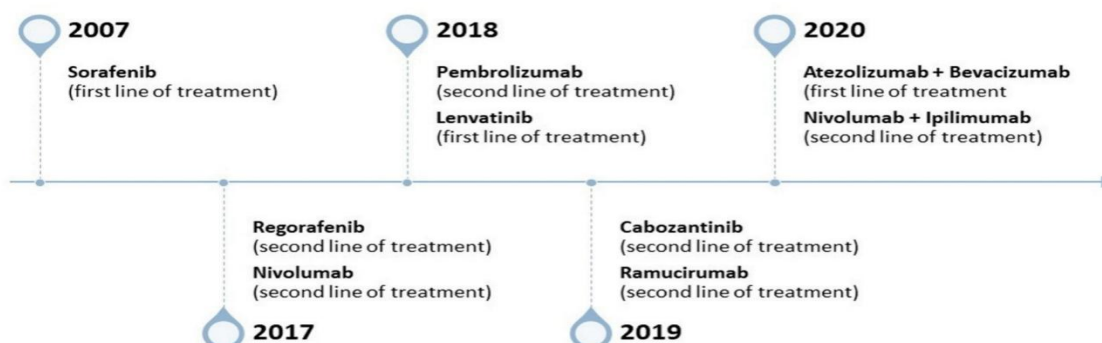 2007
Sorafenib
(first line of treatment)
2018
Pembrolizumab
(second line of treatment)
Lenvatinib
(first line of treatment)
2020
Atezolizumab + Bevacizumab
(first line of treatment
Nivolumab + Ipilimumab
(second line of treatment)
Regorafenib
(second line of treatment)
Nivolumab
(second line of treatment)
2017
Cabozantinib
(second line of treatment)
Ramucirumab
(second line of treatment)
2019